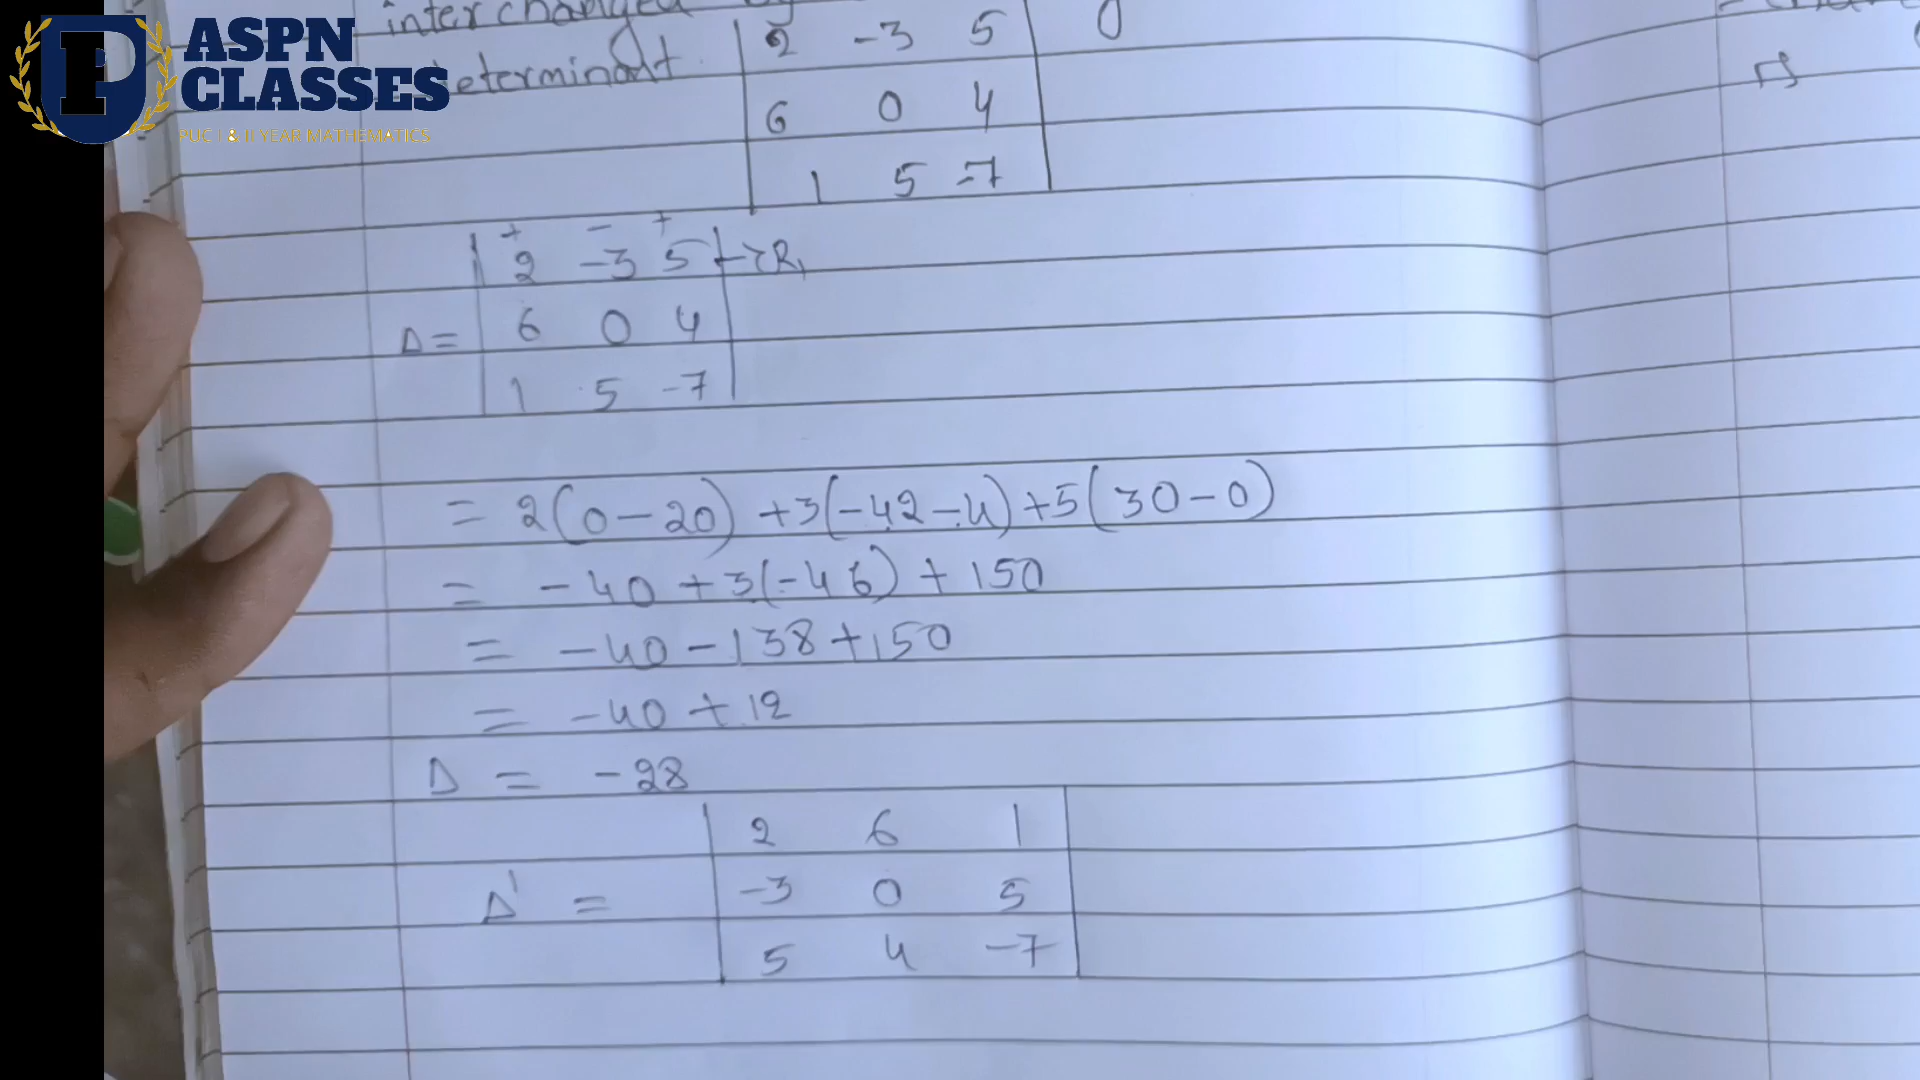 ASPN
CLASSES
PUC I & II YEAR MATHEMATICS
interchanged
determinant.
| 2 -3 5 |
| 6 0 4 |
| 1 5 -7 |
+ - +
| 2 -3 5 | → R₁
Δ = | 6 0 4 |
| 1 5 -7 |
= 2(0-20) +3(-42-4)+5(30-0)
= -40 +3(-46) + 150
= -40 -138+150
= -40 +12
Δ = -28
| 2 6 1 |
Δ' = | -3 0 5 |
| 5 4 -7 |